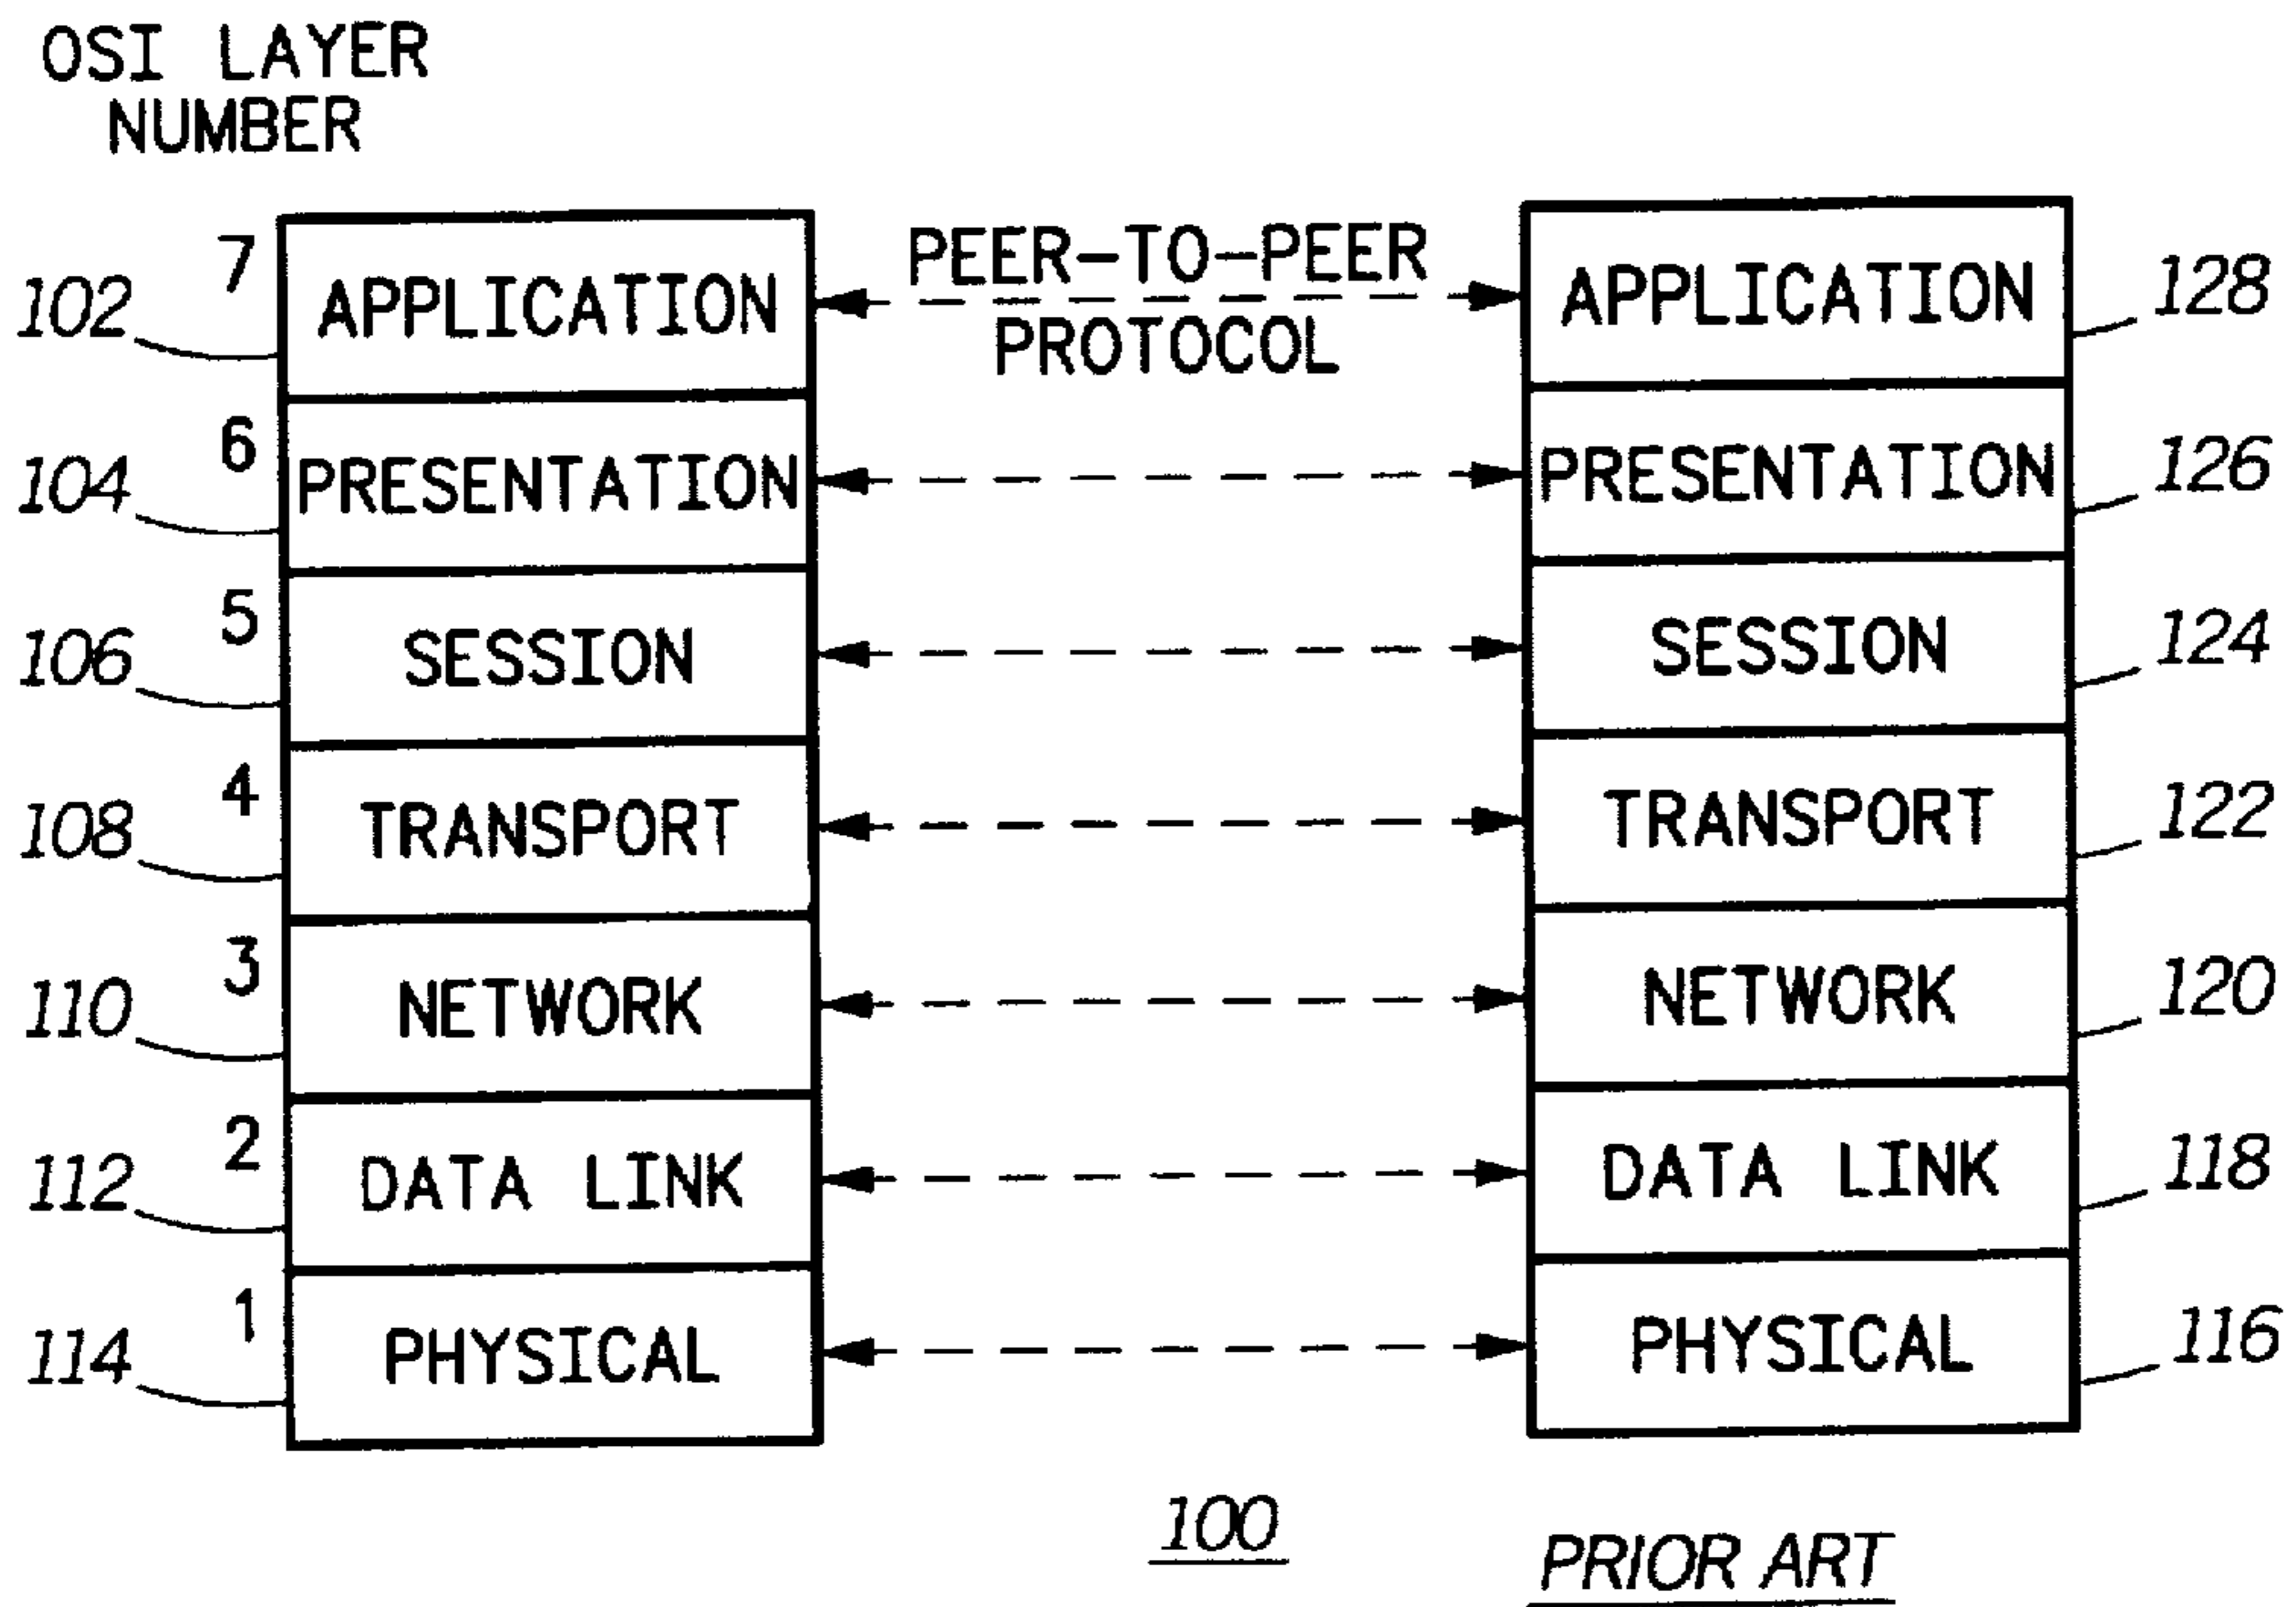 OSI LAYER
NUMBER
7
102
APPLICATION
PEER-TO-PEER
PROTOCOL
APPLICATION
128
6
104
PRESENTATION
PRESENTATION
126
5
106
SESSION
SESSION
124
4
108
TRANSPORT
TRANSPORT
122
3
110
NETWORK
NETWORK
120
2
112
DATA LINK
DATA LINK
118
1
114
PHYSICAL
PHYSICAL
116
100
PRIOR ART